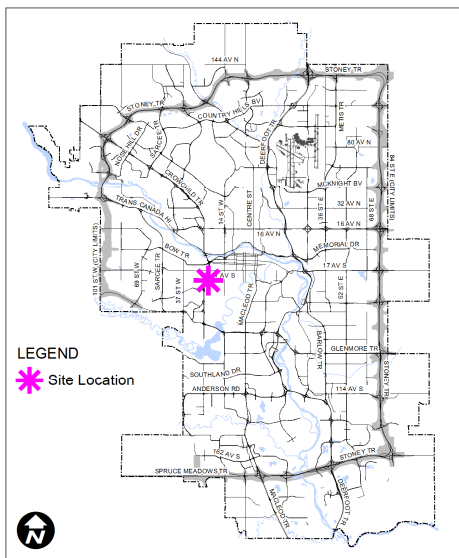 144 AV N
STONEY TR
STONEY TR
COUNTRY HILLS BV
METIS TR
NOSE HILL DR
SARCEE TR
DEERFOOT TR
80 AV N
CROWCHILD TR
MCKNIGHT BV
84 ST E (CITY LIMITS)
68 ST E
TRANS CANADA HI
14 ST W
CENTRE ST
36 ST E
32 AV N
16 AV N
16 AV N
101 ST W (CITY LIMITS)
BOW TR
MEMORIAL DR
17 AV S
AV S
69 ST W
SARCEE TR
37 ST W
MACLEOD TR
52 ST E
BARLOW TR
GLENMORE TR
LEGEND
Site Location
SOUTHLAND DR
ANDERSON RD
114 AV S
STONEY TR
162 AV S
STONEY TR
SPRUCE MEADOWS TR
MACLEOD TR
DEERFOOT TR
N